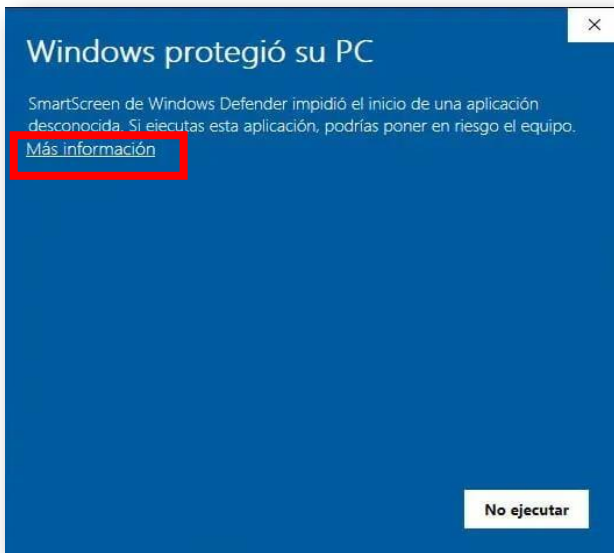 Windows protegió su PC
SmartScreen de Windows Defender impidió el inicio de una aplicación
desconocida. Si ejecutas esta aplicación, podrías poner en riesgo el equipo.
Más información
No ejecutar